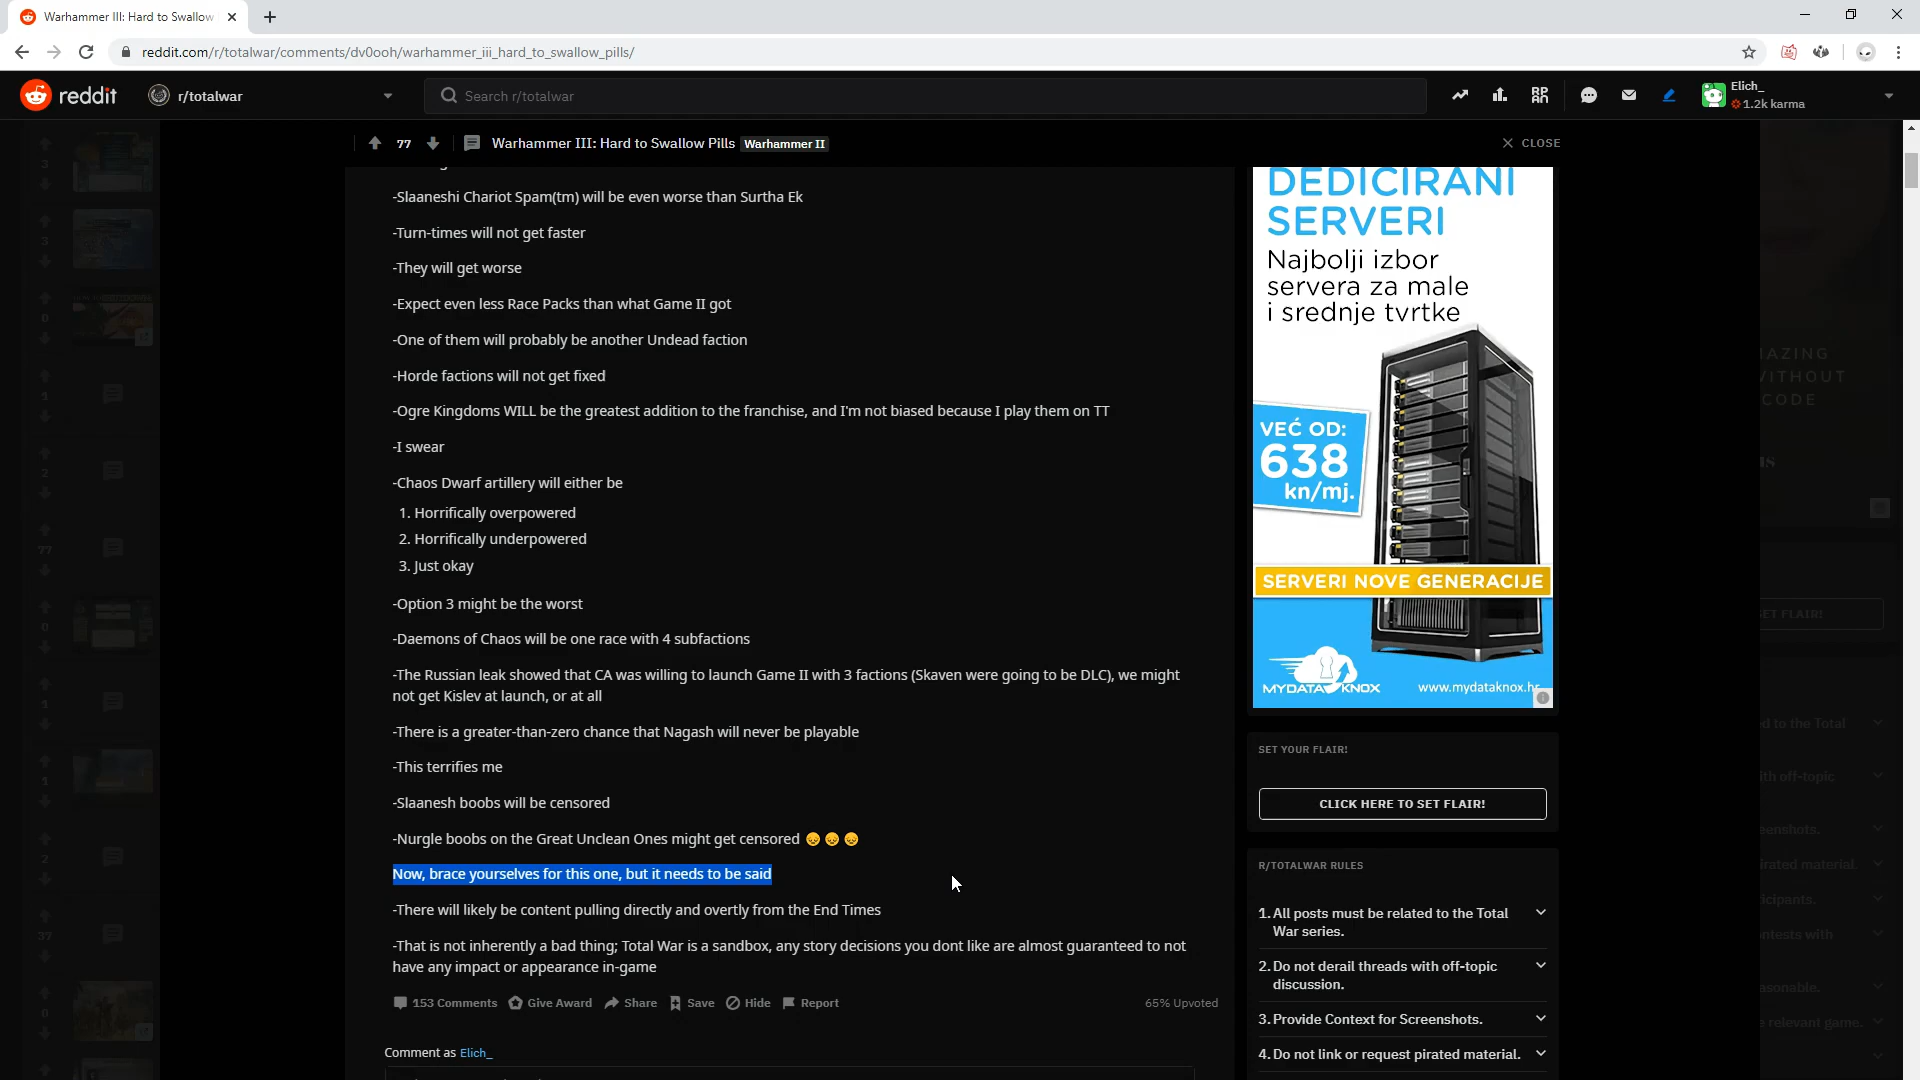 Warhammer III: Hard to Swallow
reddit.com/r/totalwar/comments/dv0ooh/warhammer_iii_hard_to_swallow_pills/
reddit
r/totalwar
Search r/totalwar
Elich_
1.2k karma
77
Warhammer III: Hard to Swallow Pills
Warhammer II
CLOSE
-Slaaneshi Chariot Spam(tm) will be even worse than Surtha Ek
-Turn-times will not get faster
-They will get worse
-Expect even less Race Packs than what Game II got
-One of them will probably be another Undead faction
-Horde factions will not get fixed
-Ogre Kingdoms WILL be the greatest addition to the franchise, and I'm not biased because I play them on TT
-I swear
-Chaos Dwarf artillery will either be
1. Horrifically overpowered
2. Horrifically underpowered
3. Just okay
-Option 3 might be the worst
-Daemons of Chaos will be one race with 4 subfactions
-The Russian leak showed that CA was willing to launch Game II with 3 factions (Skaven were going to be DLC), we might
not get Kislev at launch, or at all
-There is a greater-than-zero chance that Nagash will never be playable
-This terrifies me
-Slaanesh boobs will be censored
-Nurgle boobs on the Great Unclean Ones might get censored 😞 😞 😞
Now, brace yourselves for this one, but it needs to be said
-There will likely be content pulling directly and overtly from the End Times
-That is not inherently a bad thing; Total War is a sandbox, any story decisions you dont like are almost guaranteed to not
have any impact or appearance in-game
153 Comments
Give Award
Share
Save
Hide
Report
65% Upvoted
Comment as Elich_
DEDICIRANI
SERVERI
Najbolji izbor
servera za male
i srednje tvrtke
VEĆ OD:
638
kn/mj.
SERVERI NOVE GENERACIJE
MYDATAKNOX
www.mydataknox.hr
SET YOUR FLAIR!
CLICK HERE TO SET FLAIR!
R/TOTALWAR RULES
1. All posts must be related to the Total
War series.
2. Do not derail threads with off-topic
discussion.
3. Provide Context for Screenshots.
4. Do not link or request pirated material.